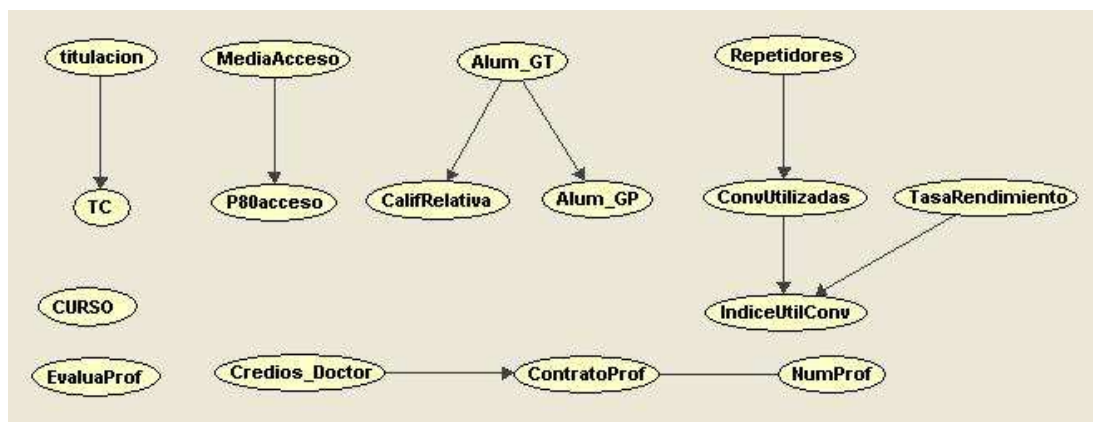 titulacion
MediaAcceso
Alum_GT
Repetidores
TC
P80acceso
CalifRelativa
Alum_GP
ConvUtilizadas
TasaRendimiento
CURSO
IndiceUtilConv
EvaluaProf
Credios_Doctor
ContratoProf
NumProf